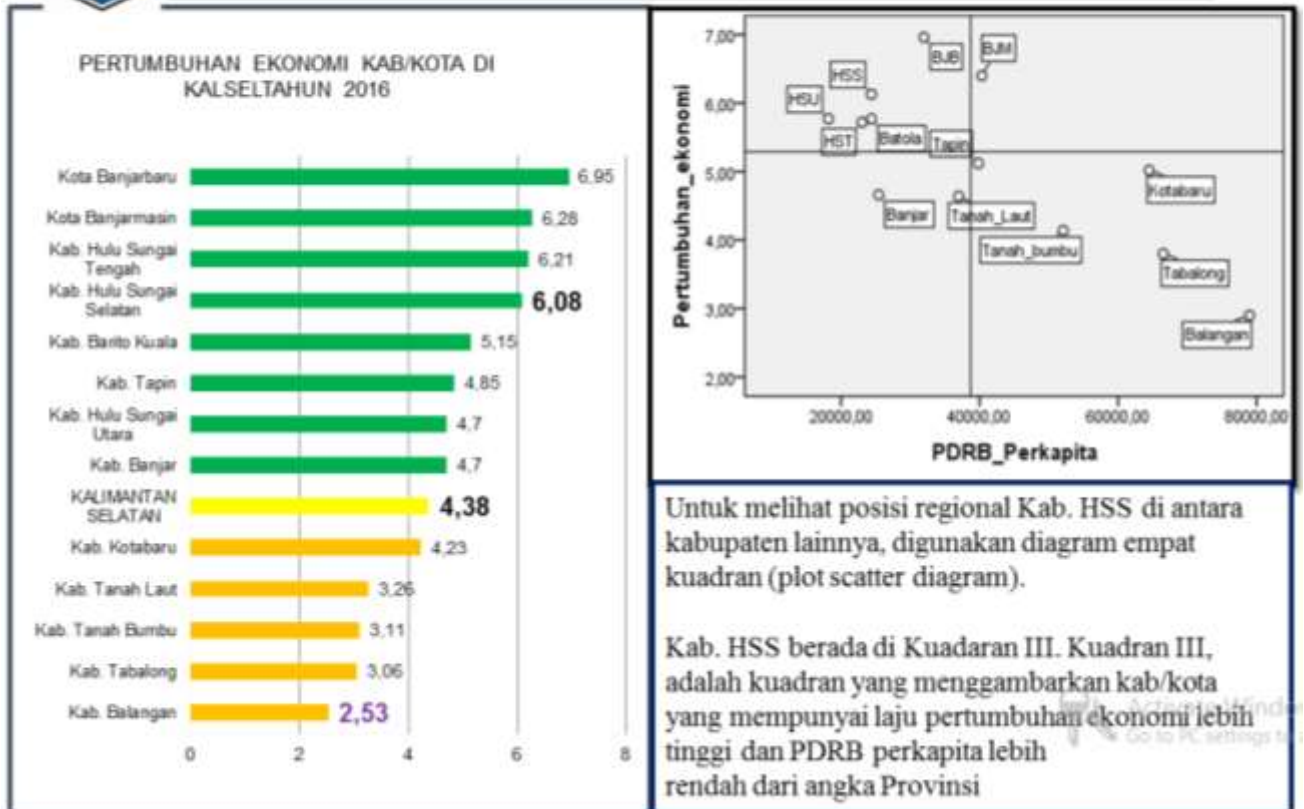 PERTUMBUHAN EKONOMI KAB/KOTA DI
KALSELTAHUN 2016
Kota Banjarbaru 6,95
Kota Banjarmasin 6,28
Kab. Hulu Sungai
Tengah 6,21
Kab. Hulu Sungai
Selatan 6,08
Kab. Barito Kuala 5,15
Kab. Tapin 4,85
Kab. Hulu Sungai
Utara 4,7
Kab. Banjar 4,7
KALIMANTAN
SELATAN 4,38
Kab. Kotabaru 4,23
Kab. Tanah Laut 3,26
Kab. Tanah Bumbu 3,11
Kab. Tabalong 3,06
Kab. Balangan 2,53
0 2 4 6 8
Pertumbuhan_ekonomi
7,00
6,00
5,00
4,00
3,00
2,00
BJB
BJM
HSS
HSU
HST
Batola
Tapin
Banjar
Tanah_Laut
Kotabaru
Tanah_bumbu
Tabalong
Balangan
20000,00 40000,00 60000,00 80000,00
PDRB_Perkapita
Untuk melihat posisi regional Kab. HSS di antara
kabupaten lainnya, digunakan diagram empat
kuadran (plot scatter diagram).
Kab. HSS berada di Kuadaran III. Kuadran III,
adalah kuadran yang menggambarkan kab/kota
yang mempunyai laju pertumbuhan ekonomi lebih
tinggi dan PDRB perkapita lebih
rendah dari angka Provinsi
Go to PC settings to